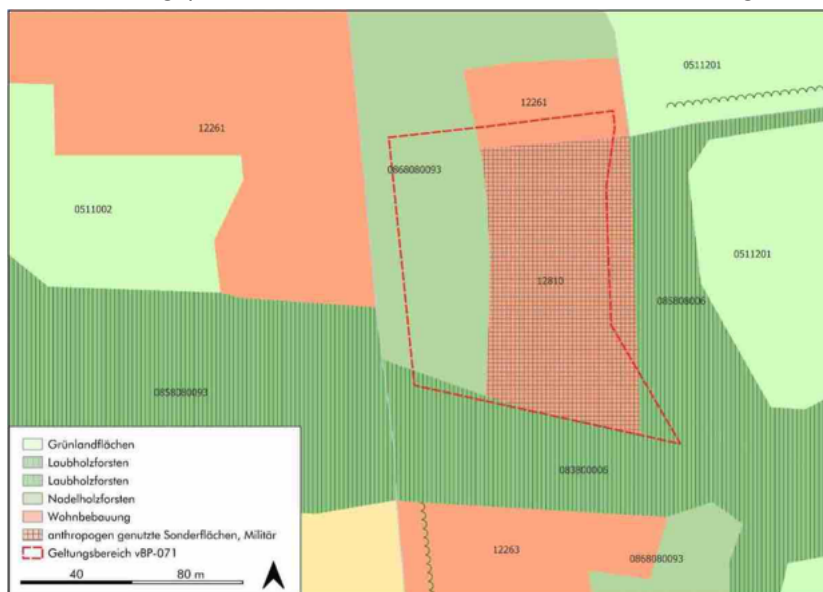 0511201
12261
12261
0868080093
0511002
0511201
12810
085808006
0858080093
083800006
Grünlandflächen
Laubholzforsten
Laubholzforsten
Nadelholzforsten
Wohnbebauung
anthropogen genutzte Sonderflächen, Militär
Geltungsbereich vBP-071
40 80 m
12263
0868080093